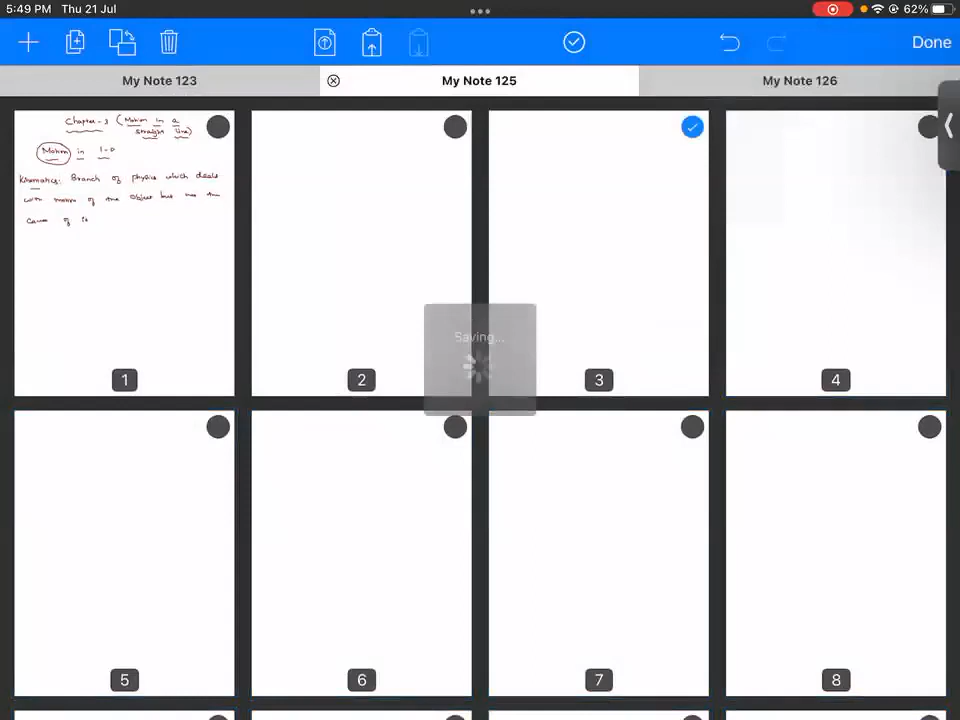 5:49 PM Thu 21 Jul
62%
Done
My Note 123
My Note 125
My Note 126
Chapter-3 (Motion in a
straight line)
Motion in 1-D
Kinematics: Branch of physics which deals
with motion of the object but not the
cause of it
Saving...
1
2
3
4
5
6
7
8